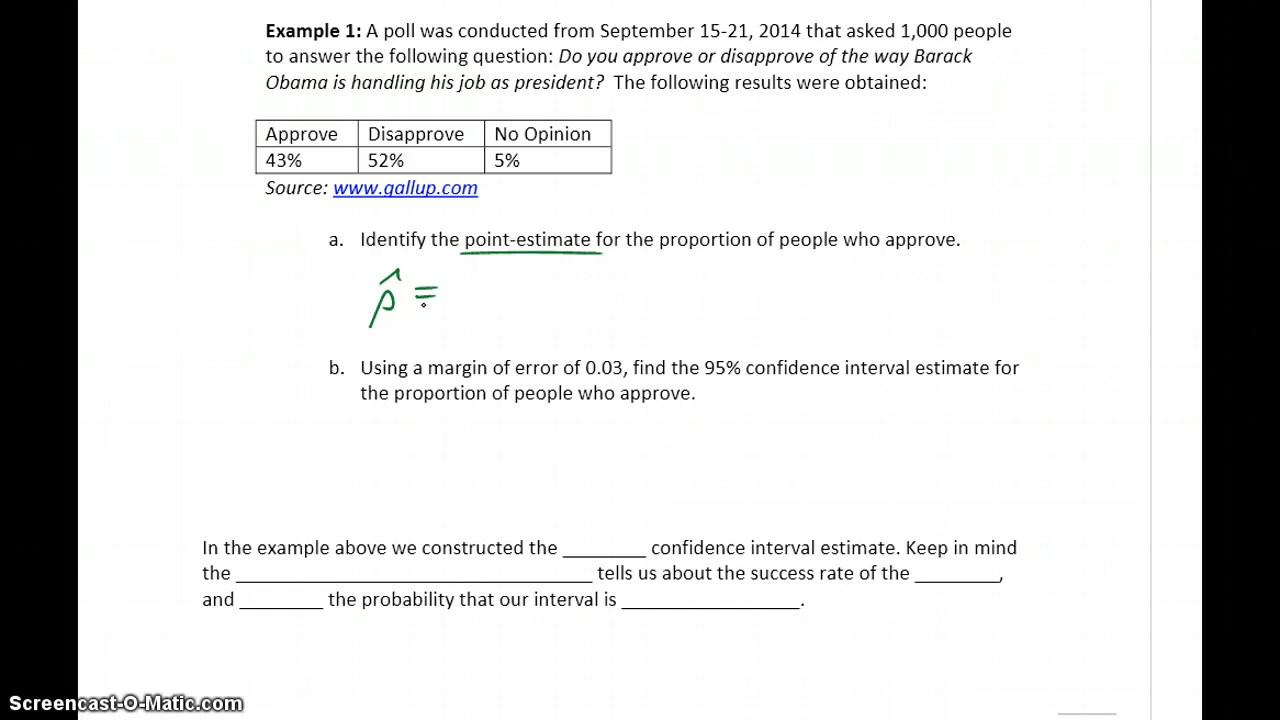 Example 1: A poll was conducted from September 15-21, 2014 that asked 1,000 people
to answer the following question: Do you approve or disapprove of the way Barack
Obama is handling his job as president? The following results were obtained:
Approve Disapprove No Opinion
43% 52% 5%
Source: www.gallup.com
a. Identify the point-estimate for the proportion of people who approve.
p̂ =
b. Using a margin of error of 0.03, find the 95% confidence interval estimate for
the proportion of people who approve.
In the example above we constructed the ________ confidence interval estimate. Keep in mind
the __________________________________ tells us about the success rate of the ________,
and ________ the probability that our interval is _________________.
Screencast-O-Matic.com